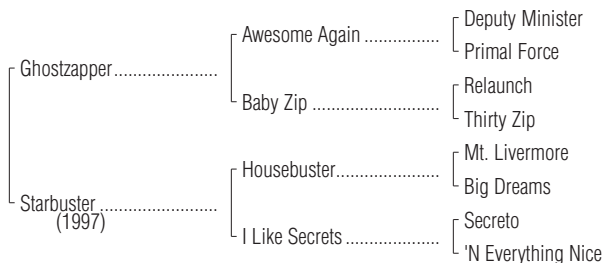 Deputy Minister
Awesome Again ..................
Primal Force
Ghostzapper.........................
Relaunch
Baby Zip ..............................
Thirty Zip
Mt. Livermore
Housebuster.........................
Big Dreams
Starbuster ............................
(1997)
Secreto
I Like Secrets ......................
'N Everything Nice